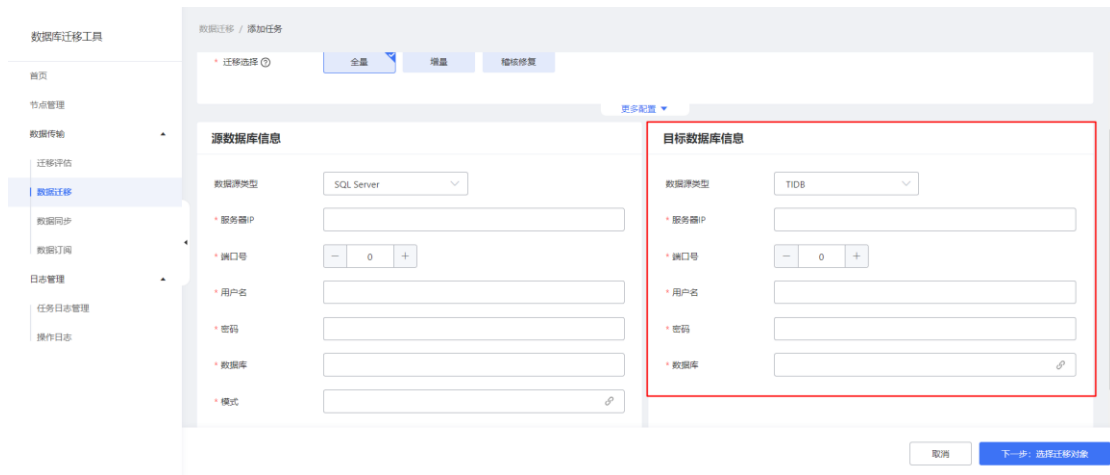 数据库迁移工具
首页
节点管理
数据传输
迁移评估
数据迁移
数据同步
数据订阅
日志管理
任务日志管理
操作日志
数据迁移 / 添加任务
* 迁移选择 ? 全量 增量 稽核修复
更多配置
源数据库信息
数据源类型 SQL Server
* 服务器IP
* 端口号 − 0 +
* 用户名
* 密码
* 数据库
* 模式
目标数据库信息
数据源类型 TIDB
* 服务器IP
* 端口号 − 0 +
* 用户名
* 密码
* 数据库
取消 下一步：选择迁移对象